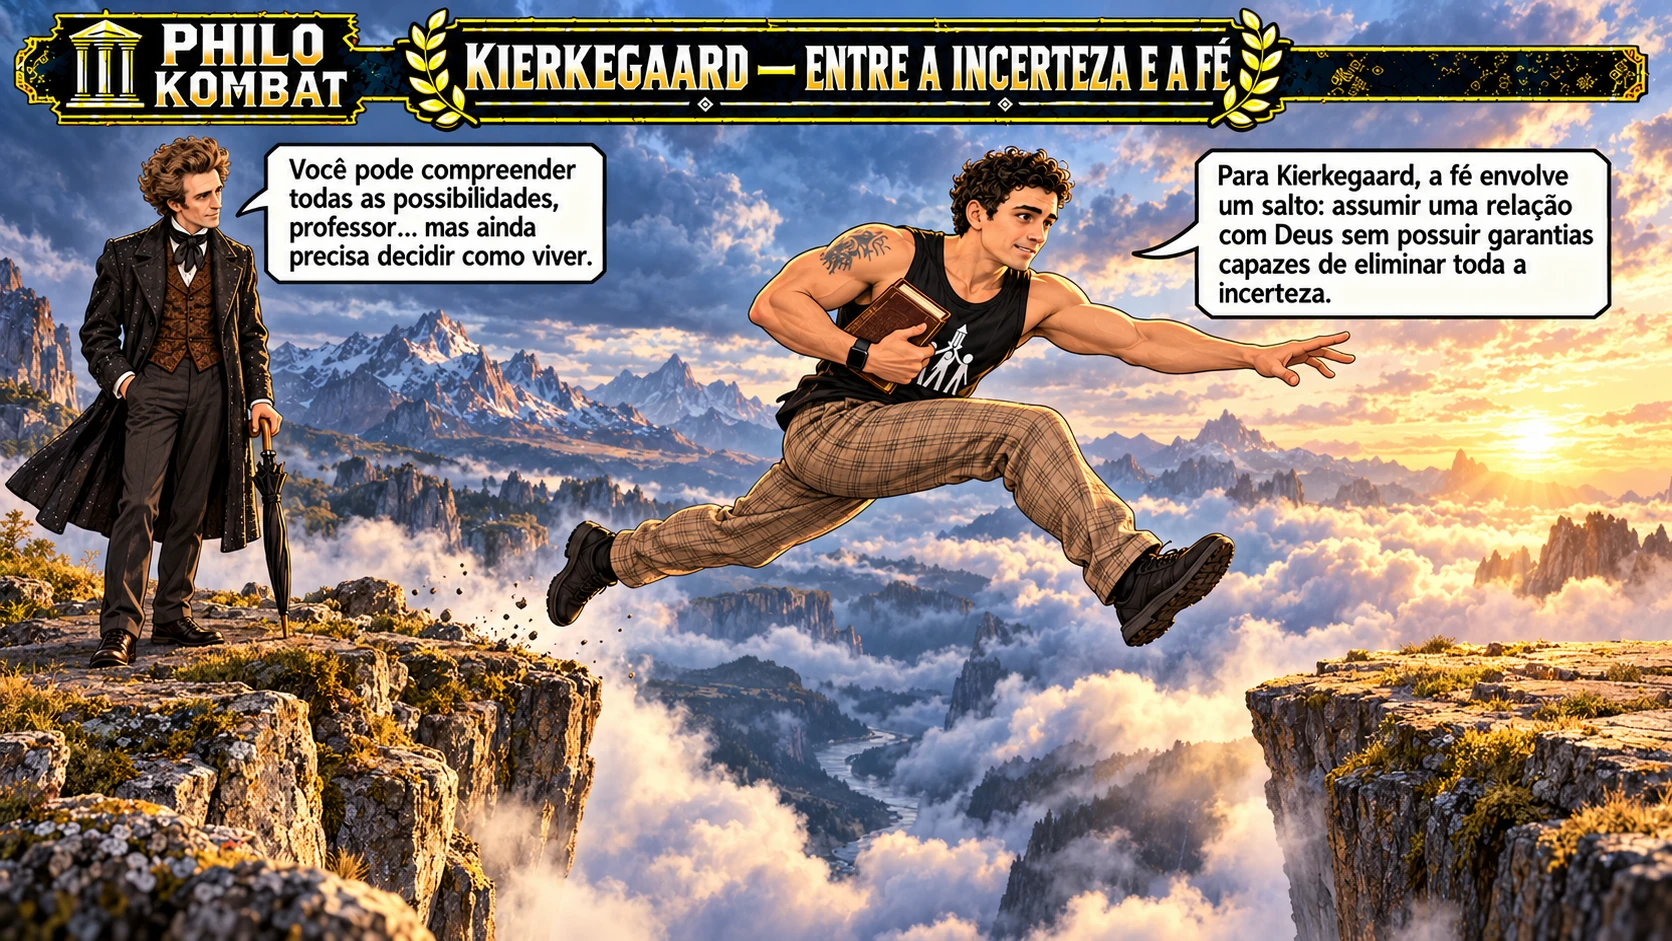 PHILO
KOMBAT
KIERKEGAARD — ENTRE A INCERTEZA E A FÉ
Você pode compreender
todas as possibilidades,
professor... mas ainda
precisa decidir como viver.
Para Kierkegaard, a fé envolve
um salto: assumir uma relação
com Deus sem possuir garantias
capazes de eliminar toda a
incerteza.